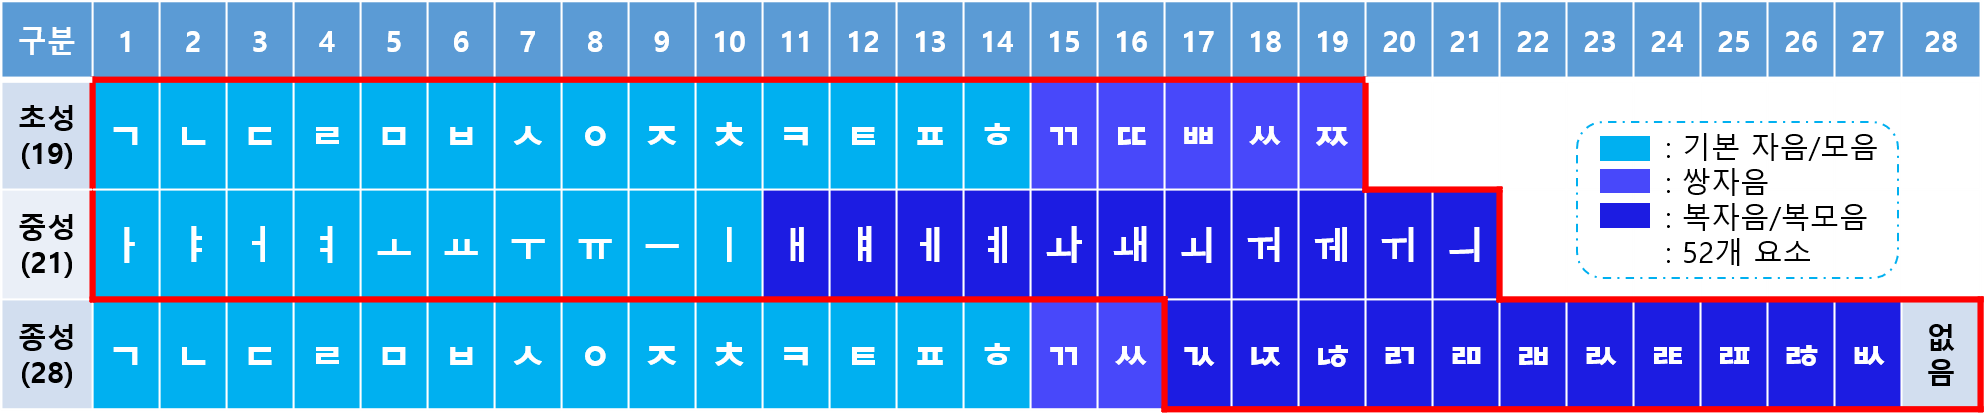 구분 1 2 3 4 5 6 7 8 9 10 11 12 13 14 15 16 17 18 19 20 21 22 23 24 25 26 27 28
초성 (19) ㄱ ㄴ ㄷ ㄹ ㅁ ㅂ ㅅ ㅇ ㅈ ㅊ ㅋ ㅌ ㅍ ㅎ ㄲ ㄸ ㅃ ㅆ ㅉ
중성 (21) ㅏ ㅑ ㅓ ㅕ ㅗ ㅛ ㅜ ㅠ ㅡ ㅣ ㅐ ㅒ ㅔ ㅖ ㅘ ㅙ ㅚ ㅝ ㅞ ㅟ ㅢ
종성 (28) ㄱ ㄴ ㄷ ㄹ ㅁ ㅂ ㅅ ㅇ ㅈ ㅊ ㅋ ㅌ ㅍ ㅎ ㄲ ㅆ ㄳ ㄵ ㄶ ㄺ ㄻ ㄼ ㄽ ㄾ ㄿ ㅀ ㅄ 없음
: 기본 자음/모음
: 쌍자음
: 복자음/복모음
: 52개 요소